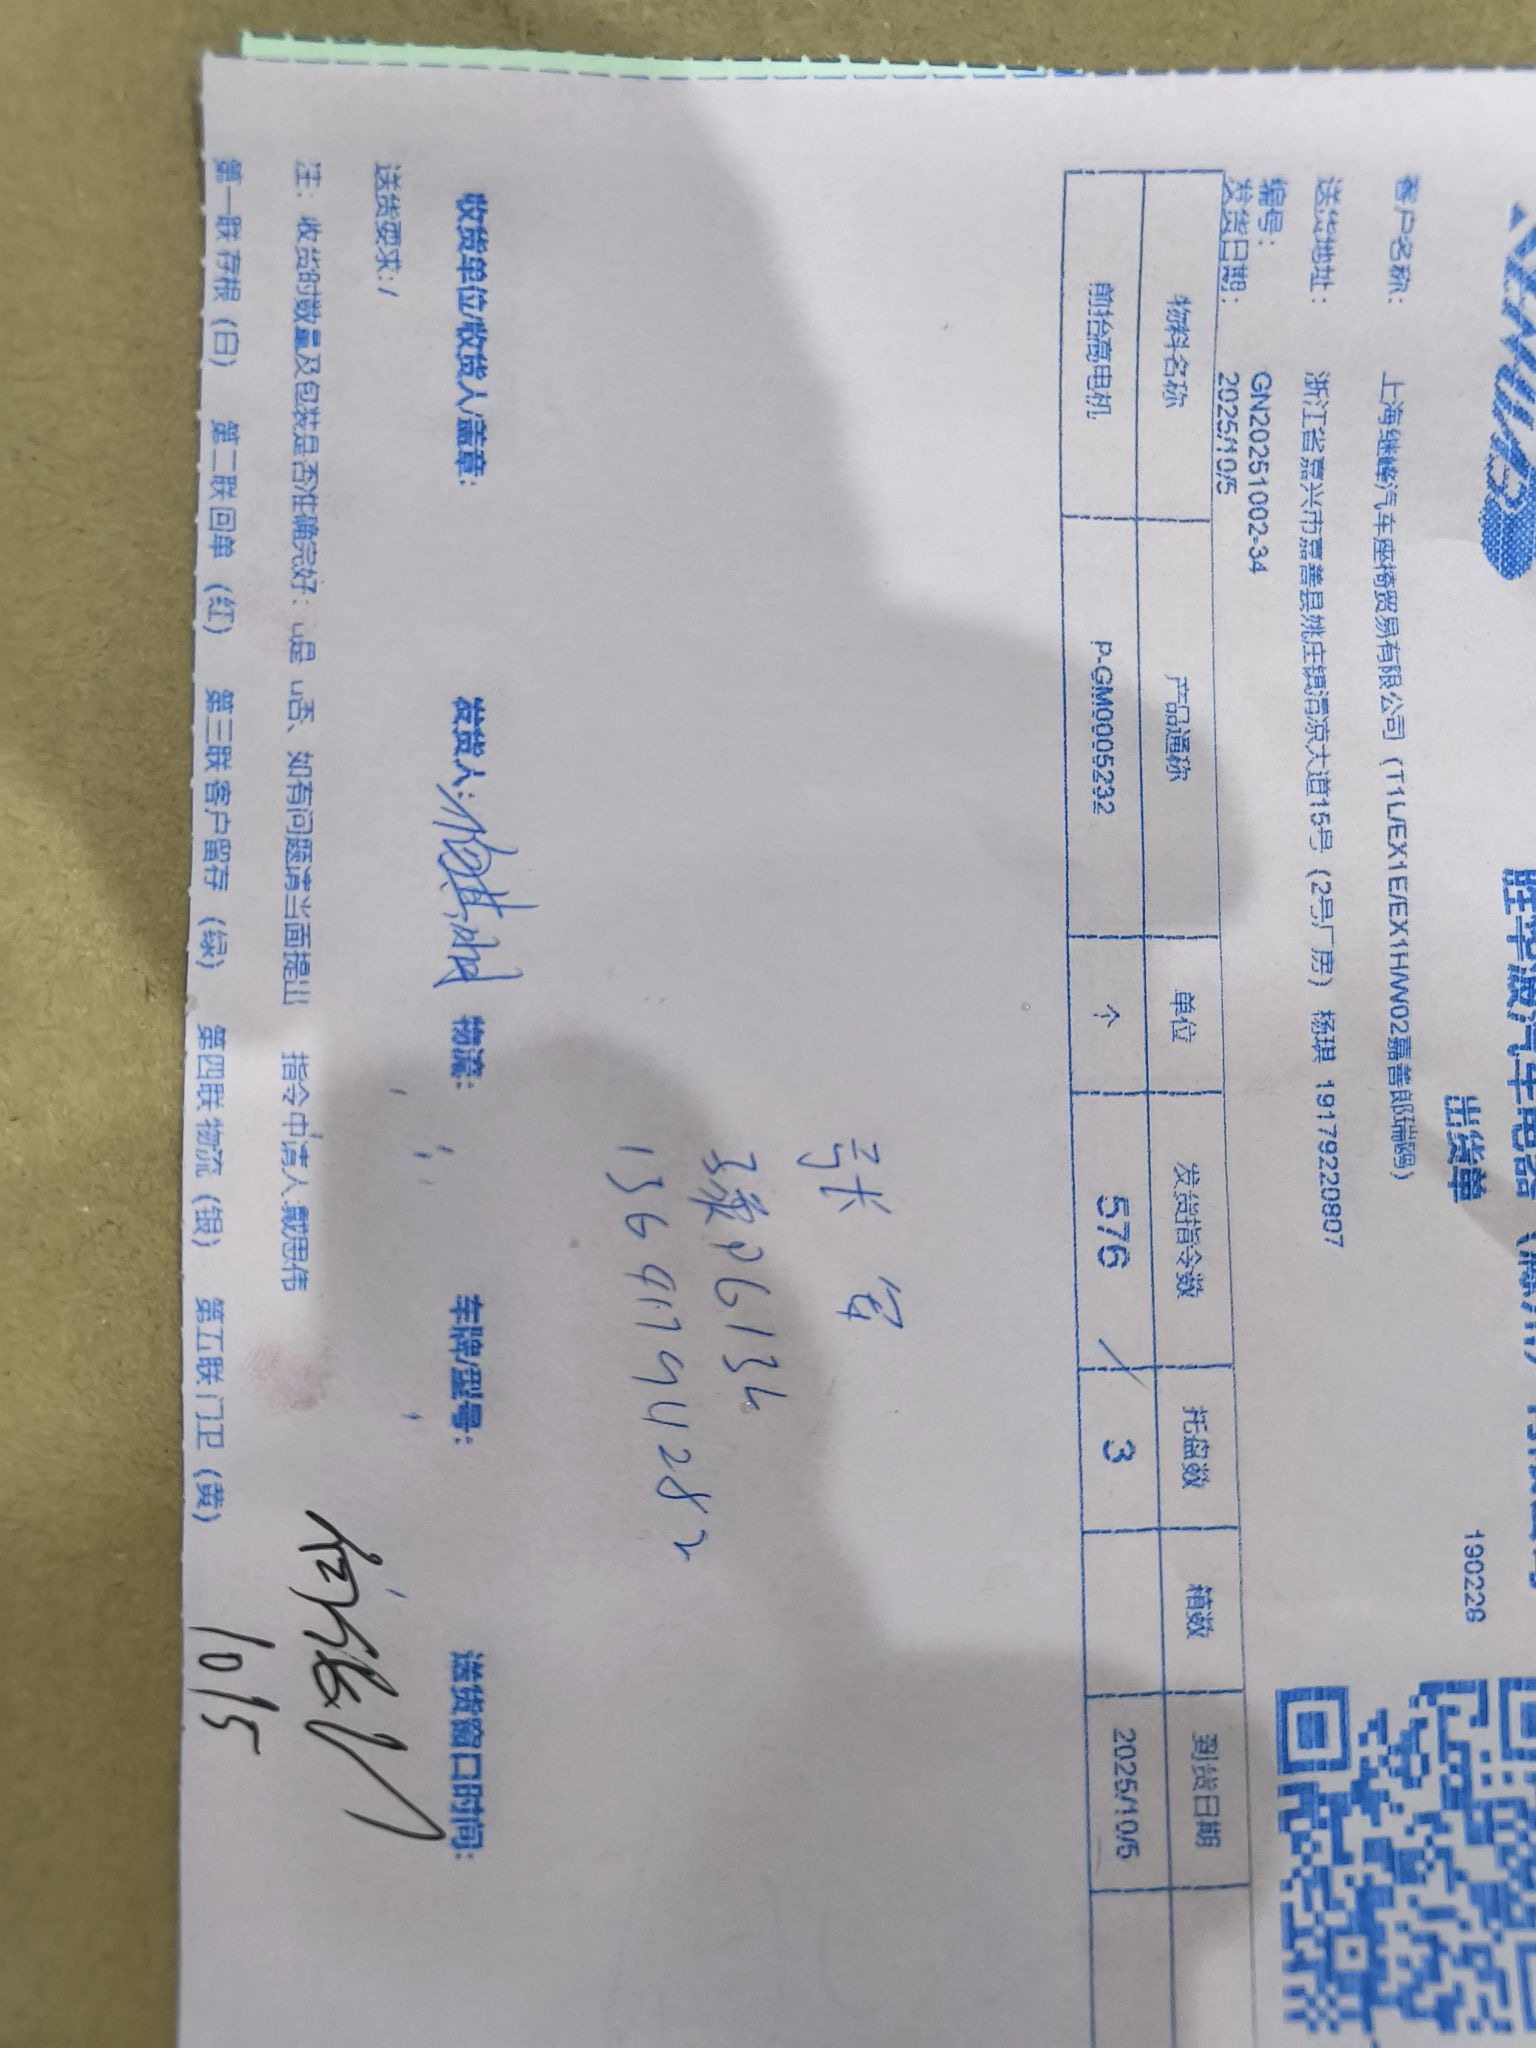 出货单
190228
客户名称： 上海继峰汽车座椅贸易有限公司（T1L/EX1E/EX1H/W02嘉善郎瑞鸥）
送货地址： 浙江省嘉兴市嘉善县姚庄镇清凉大道15号（2号厂房） 杨琪 19179220807
编号： GN20251002-34
发货日期： 2025/10/5
物料名称 产品通称 单位 发货指令数 托盘数 箱数 到货日期
前抬高电机 P-GM0005232 个 576 / 3 2025/10/5
张
P6134
13641794282
收货单位/收货人/盖章： 发货人： 物流： 车牌/型号： 送货窗口时间：
送货要求：/
注： 收货时数量及包装是否准确完好：□是 □否、如有问题请当面提出 指令申请人:戴思伟
第一联存根（白） 第二联回单（红） 第三联客户留存（绿） 第四联物流（银） 第五联门卫（黄）
10/5